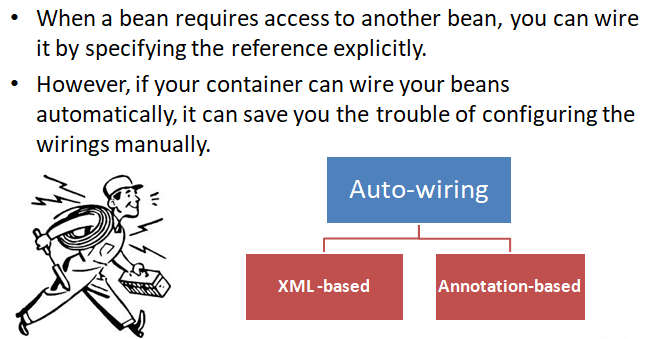 • When a bean requires access to another bean, you can wire
it by specifying the reference explicitly.
• However, if your container can wire your beans
automatically, it can save you the trouble of configuring the
wirings manually.
Auto-wiring
XML-based
Annotation-based